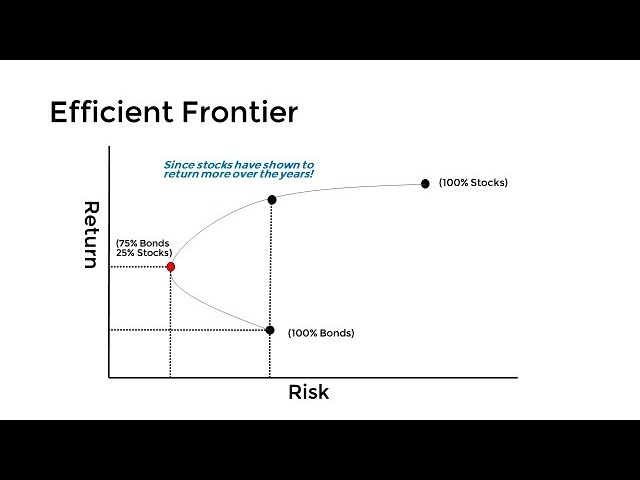 Efficient Frontier
Since stocks have shown to
return more over the years!
(100% Stocks)
Return
(75% Bonds
25% Stocks)
(100% Bonds)
Risk